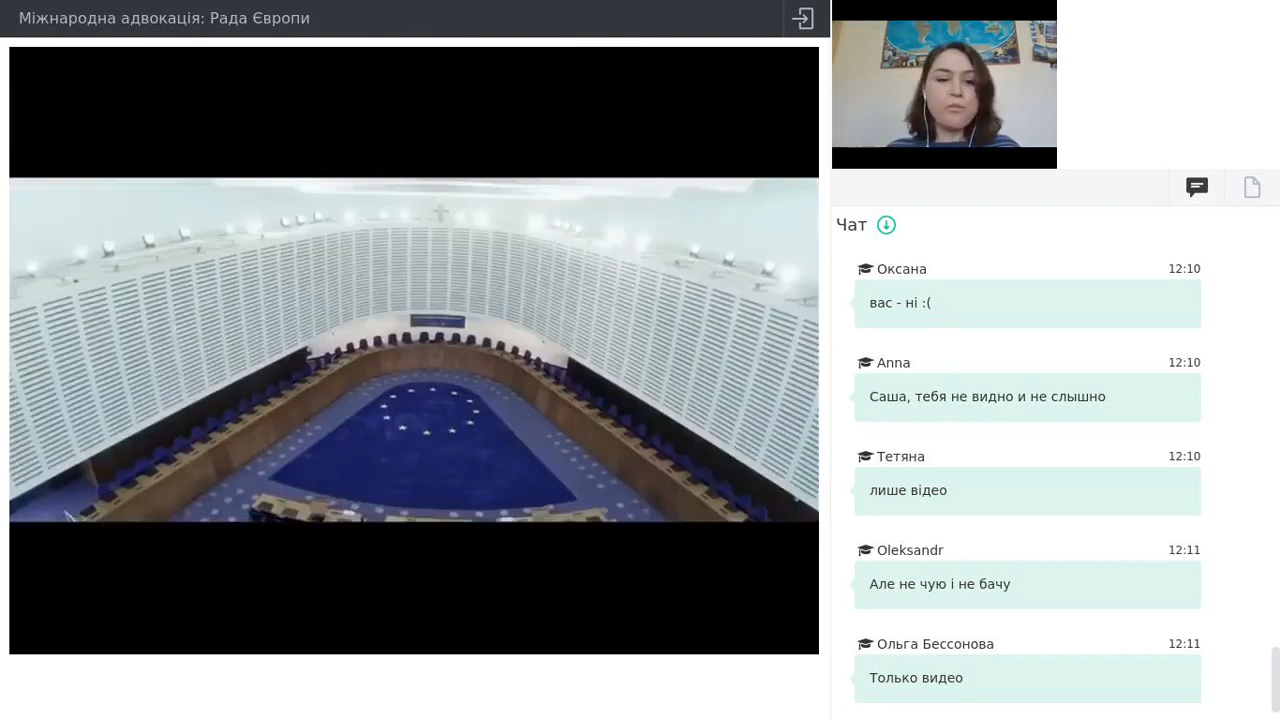 Міжнародна адвокація: Рада Європи
Чат
Оксана 12:10
вас - ні :(
Anna 12:10
Саша, тебя не видно и не слышно
Тетяна 12:10
лише відео
Oleksandr 12:11
Але не чую і не бачу
Ольга Бессонова 12:11
Только видео